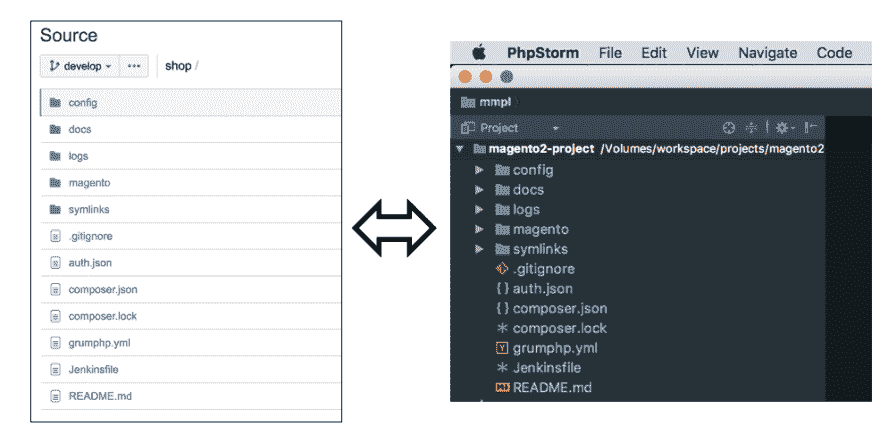 Source
develop ... shop /
config
docs
logs
magento
symlinks
.gitignore
auth.json
composer.json
composer.lock
grumphp.yml
Jenkinsfile
README.md
PhpStorm File Edit View Navigate Code
mmpl
Project
magento2-project /Volumes/workspace/projects/magento2
config
docs
logs
magento
symlinks
.gitignore
{} auth.json
{} composer.json
* composer.lock
Y grumphp.yml
* Jenkinsfile
README.md